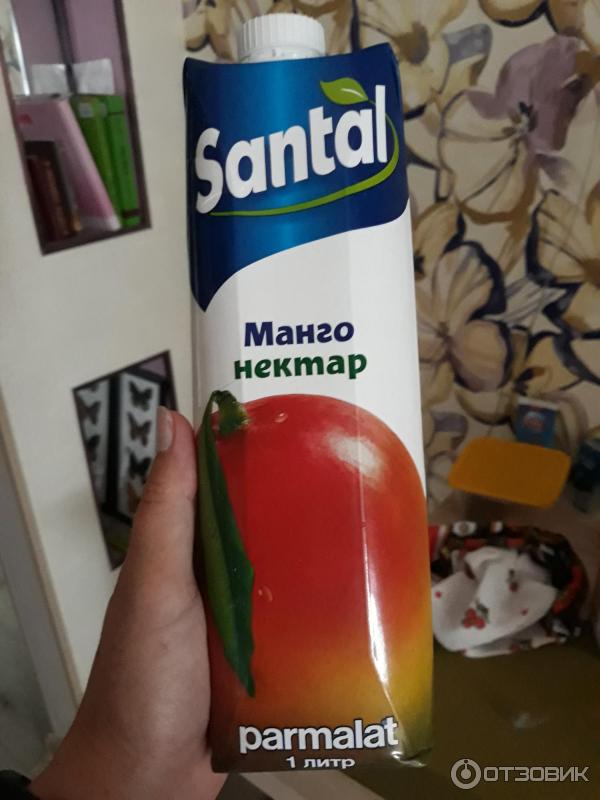 Santal
Манго
нектар
parmalat
1 литр
ОТЗОВИК